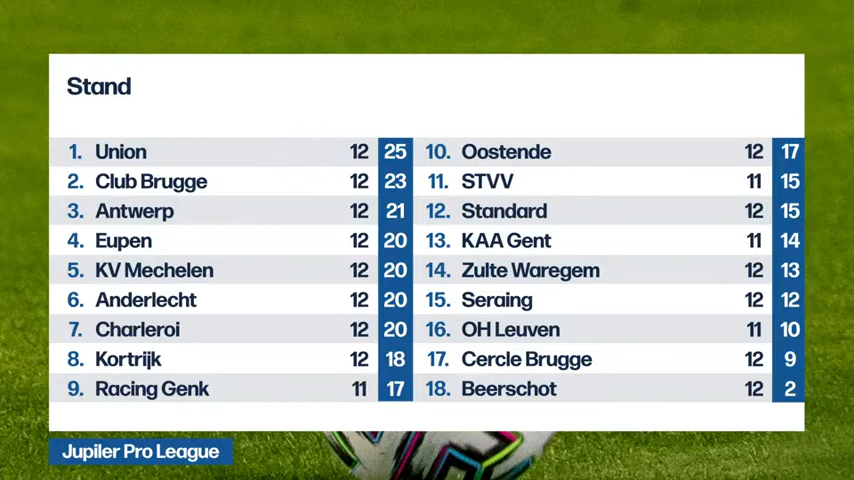 Stand
1. Union 12 25
2. Club Brugge 12 23
3. Antwerp 12 21
4. Eupen 12 20
5. KV Mechelen 12 20
6. Anderlecht 12 20
7. Charleroi 12 20
8. Kortrijk 12 18
9. Racing Genk 11 17
10. Oostende 12 17
11. STVV 11 15
12. Standard 12 15
13. KAA Gent 11 14
14. Zulte Waregem 12 13
15. Seraing 12 12
16. OH Leuven 11 10
17. Cercle Brugge 12 9
18. Beerschot 12 2
Jupiler Pro League